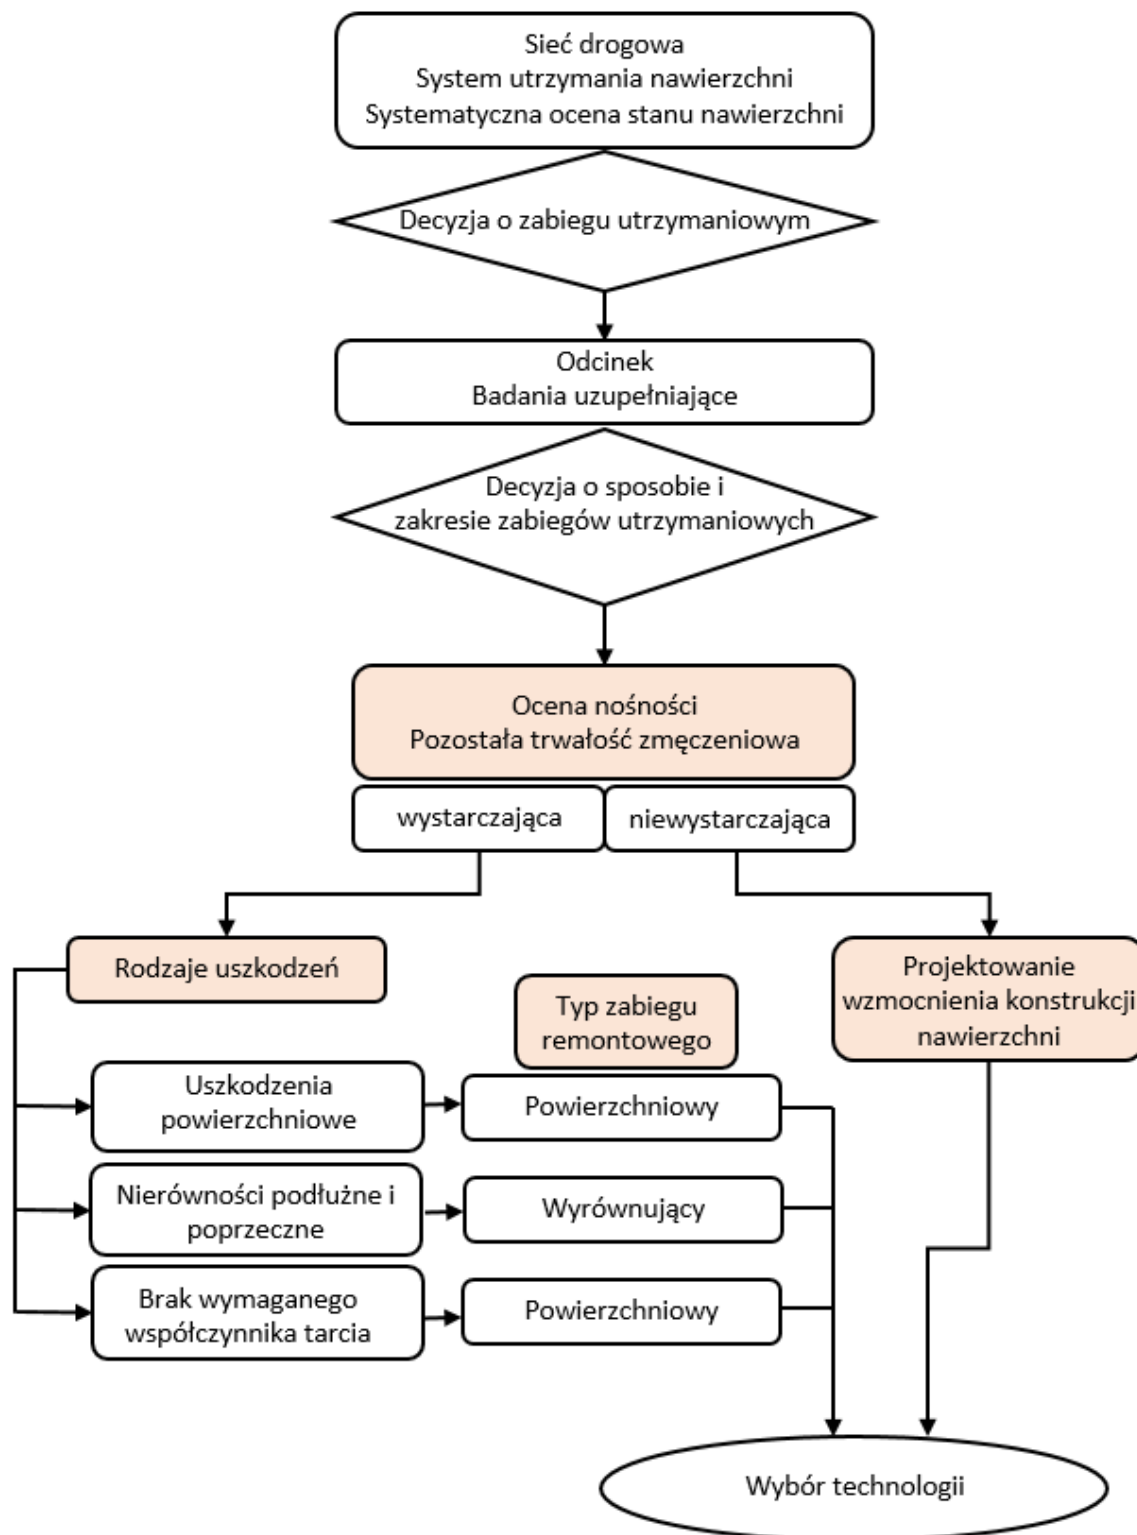 Sieć drogowa
System utrzymania nawierzchni
Systematyczna ocena stanu nawierzchni
Decyzja o zabiegu utrzymaniowym
Odcinek
Badania uzupełniające
Decyzja o sposobie i
zakresie zabiegów utrzymaniowych
Ocena nośności
Pozostała trwałość zmęczeniowa
wystarczająca
niewystarczająca
Rodzaje uszkodzeń
Typ zabiegu
remontowego
Projektowanie
wzmocnienia konstrukcji
nawierzchni
Uszkodzenia
powierzchniowe
Powierzchniowy
Nierówności podłużne i
poprzeczne
Wyrównujący
Brak wymaganego
współczynnika tarcia
Powierzchniowy
Wybór technologii